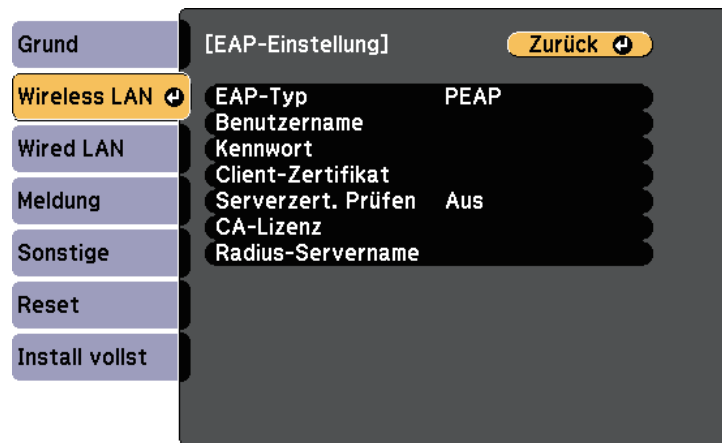 Grund
Wireless LAN
Wired LAN
Meldung
Sonstige
Reset
Install vollst
[EAP-Einstellung]
Zurück
EAP-Typ PEAP
Benutzername
Kennwort
Client-Zertifikat
Serverzert. Prüfen Aus
CA-Lizenz
Radius-Servername